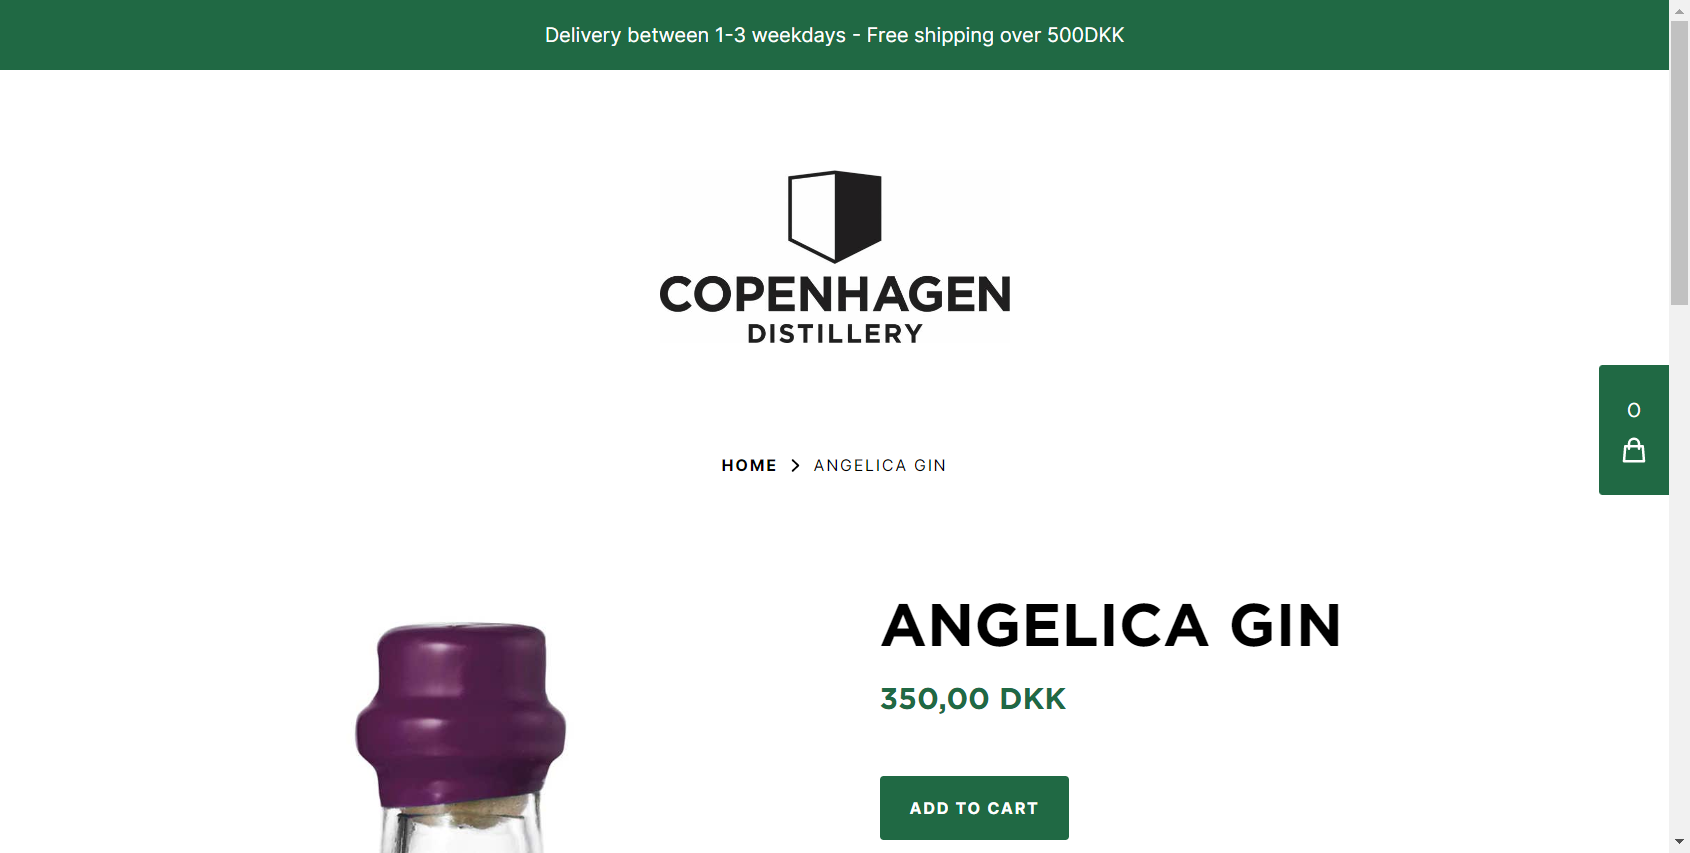 Delivery between 1-3 weekdays - Free shipping over 500DKK
COPENHAGEN
DISTILLERY
0
HOME > ANGELICA GIN
ANGELICA GIN
350,00 DKK
ADD TO CART